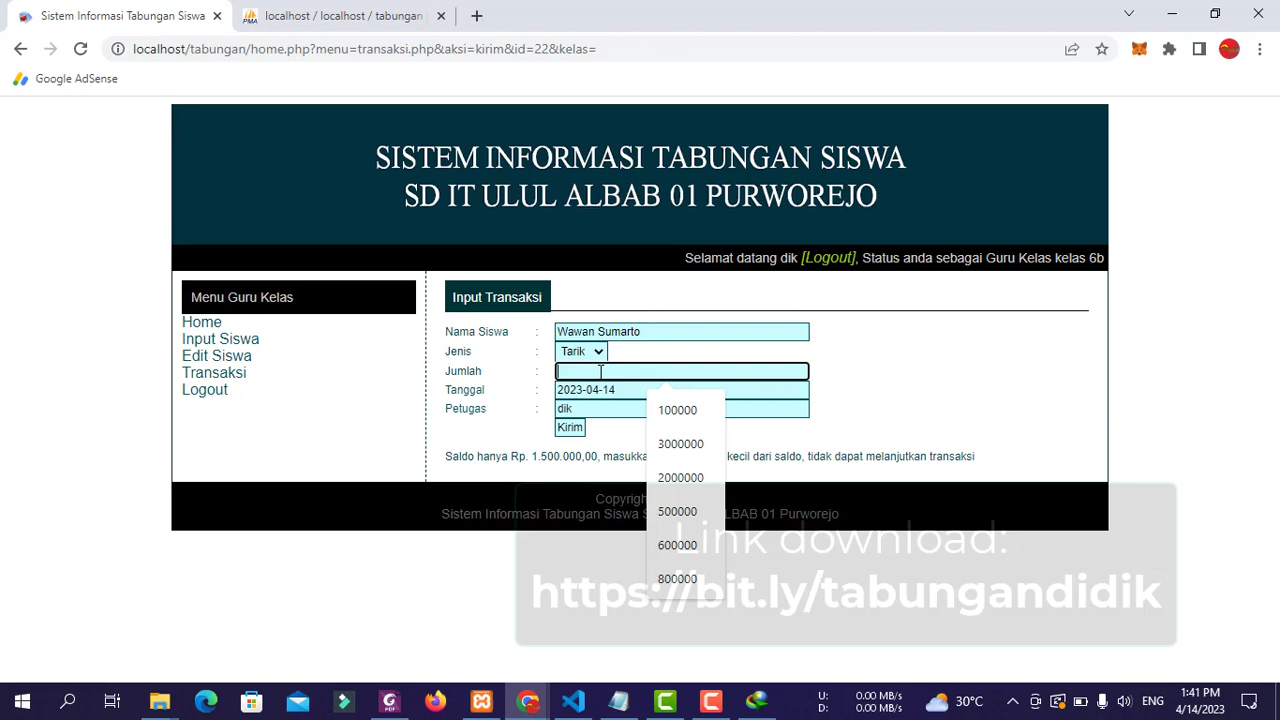 Sistem Informasi Tabungan Siswa
localhost / localhost / tabungan
localhost/tabungan/home.php?menu=transaksi.php&aksi=kirim&id=22&kelas=
Google AdSense
SISTEM INFORMASI TABUNGAN SISWA
SD IT ULUL ALBAB 01 PURWOREJO
Selamat datang dik [Logout], Status anda sebagai Guru Kelas kelas 6b
Menu Guru Kelas
Home
Input Siswa
Edit Siswa
Transaksi
Logout
Input Transaksi
Nama Siswa : Wawan Sumarto
Jenis : Tarik
Jumlah :
Tanggal : 2023-04-14
Petugas : dik
Kirim
100000
3000000
2000000
500000
600000
800000
Saldo hanya Rp. 1.500.000,00, masukka kecil dari saldo, tidak dapat melanjutkan transaksi
Copyrigh
Sistem Informasi Tabungan Siswa S LBAB 01 Purworejo
Link download:
https://bit.ly/tabungandidik
U: 0.00 MB/s
D: 0.00 MB/s
30°C
ENG
1:41 PM
4/14/2023